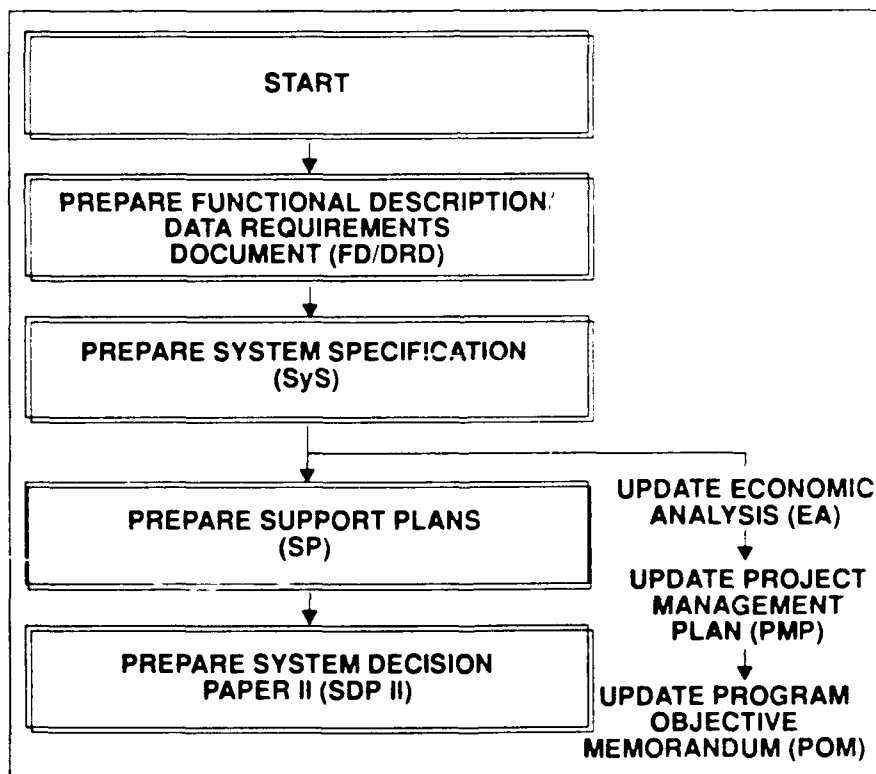 START
PREPARE FUNCTIONAL DESCRIPTION/
DATA REQUIREMENTS
DOCUMENT (FD/DRD)
PREPARE SYSTEM SPECIFICATION
(SyS)
PREPARE SUPPORT PLANS
(SP)
PREPARE SYSTEM DECISION
PAPER II (SDP II)
UPDATE ECONOMIC
ANALYSIS (EA)
UPDATE PROJECT
MANAGEMENT
PLAN (PMP)
UPDATE PROGRAM
OBJECTIVE
MEMORANDUM (POM)